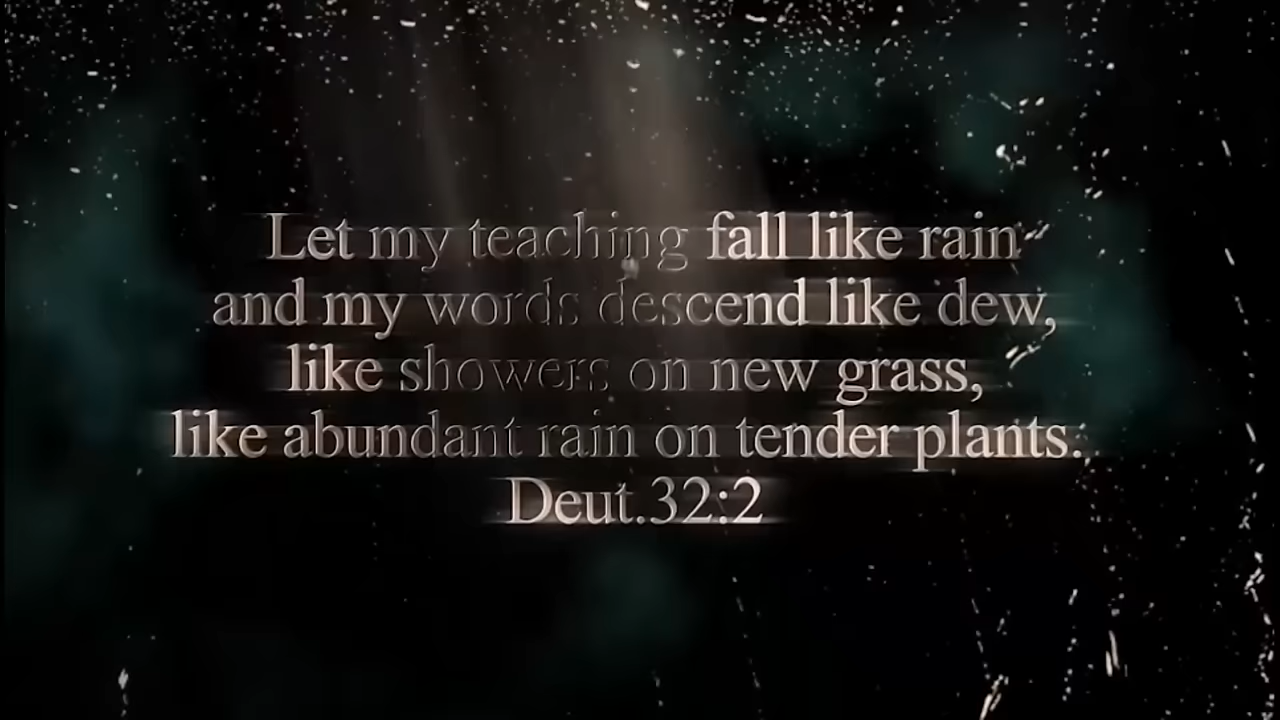 Let my teaching fall like rain
and my words descend like dew,
like showers on new grass,
like abundant rain on tender plants.
Deut.32:2